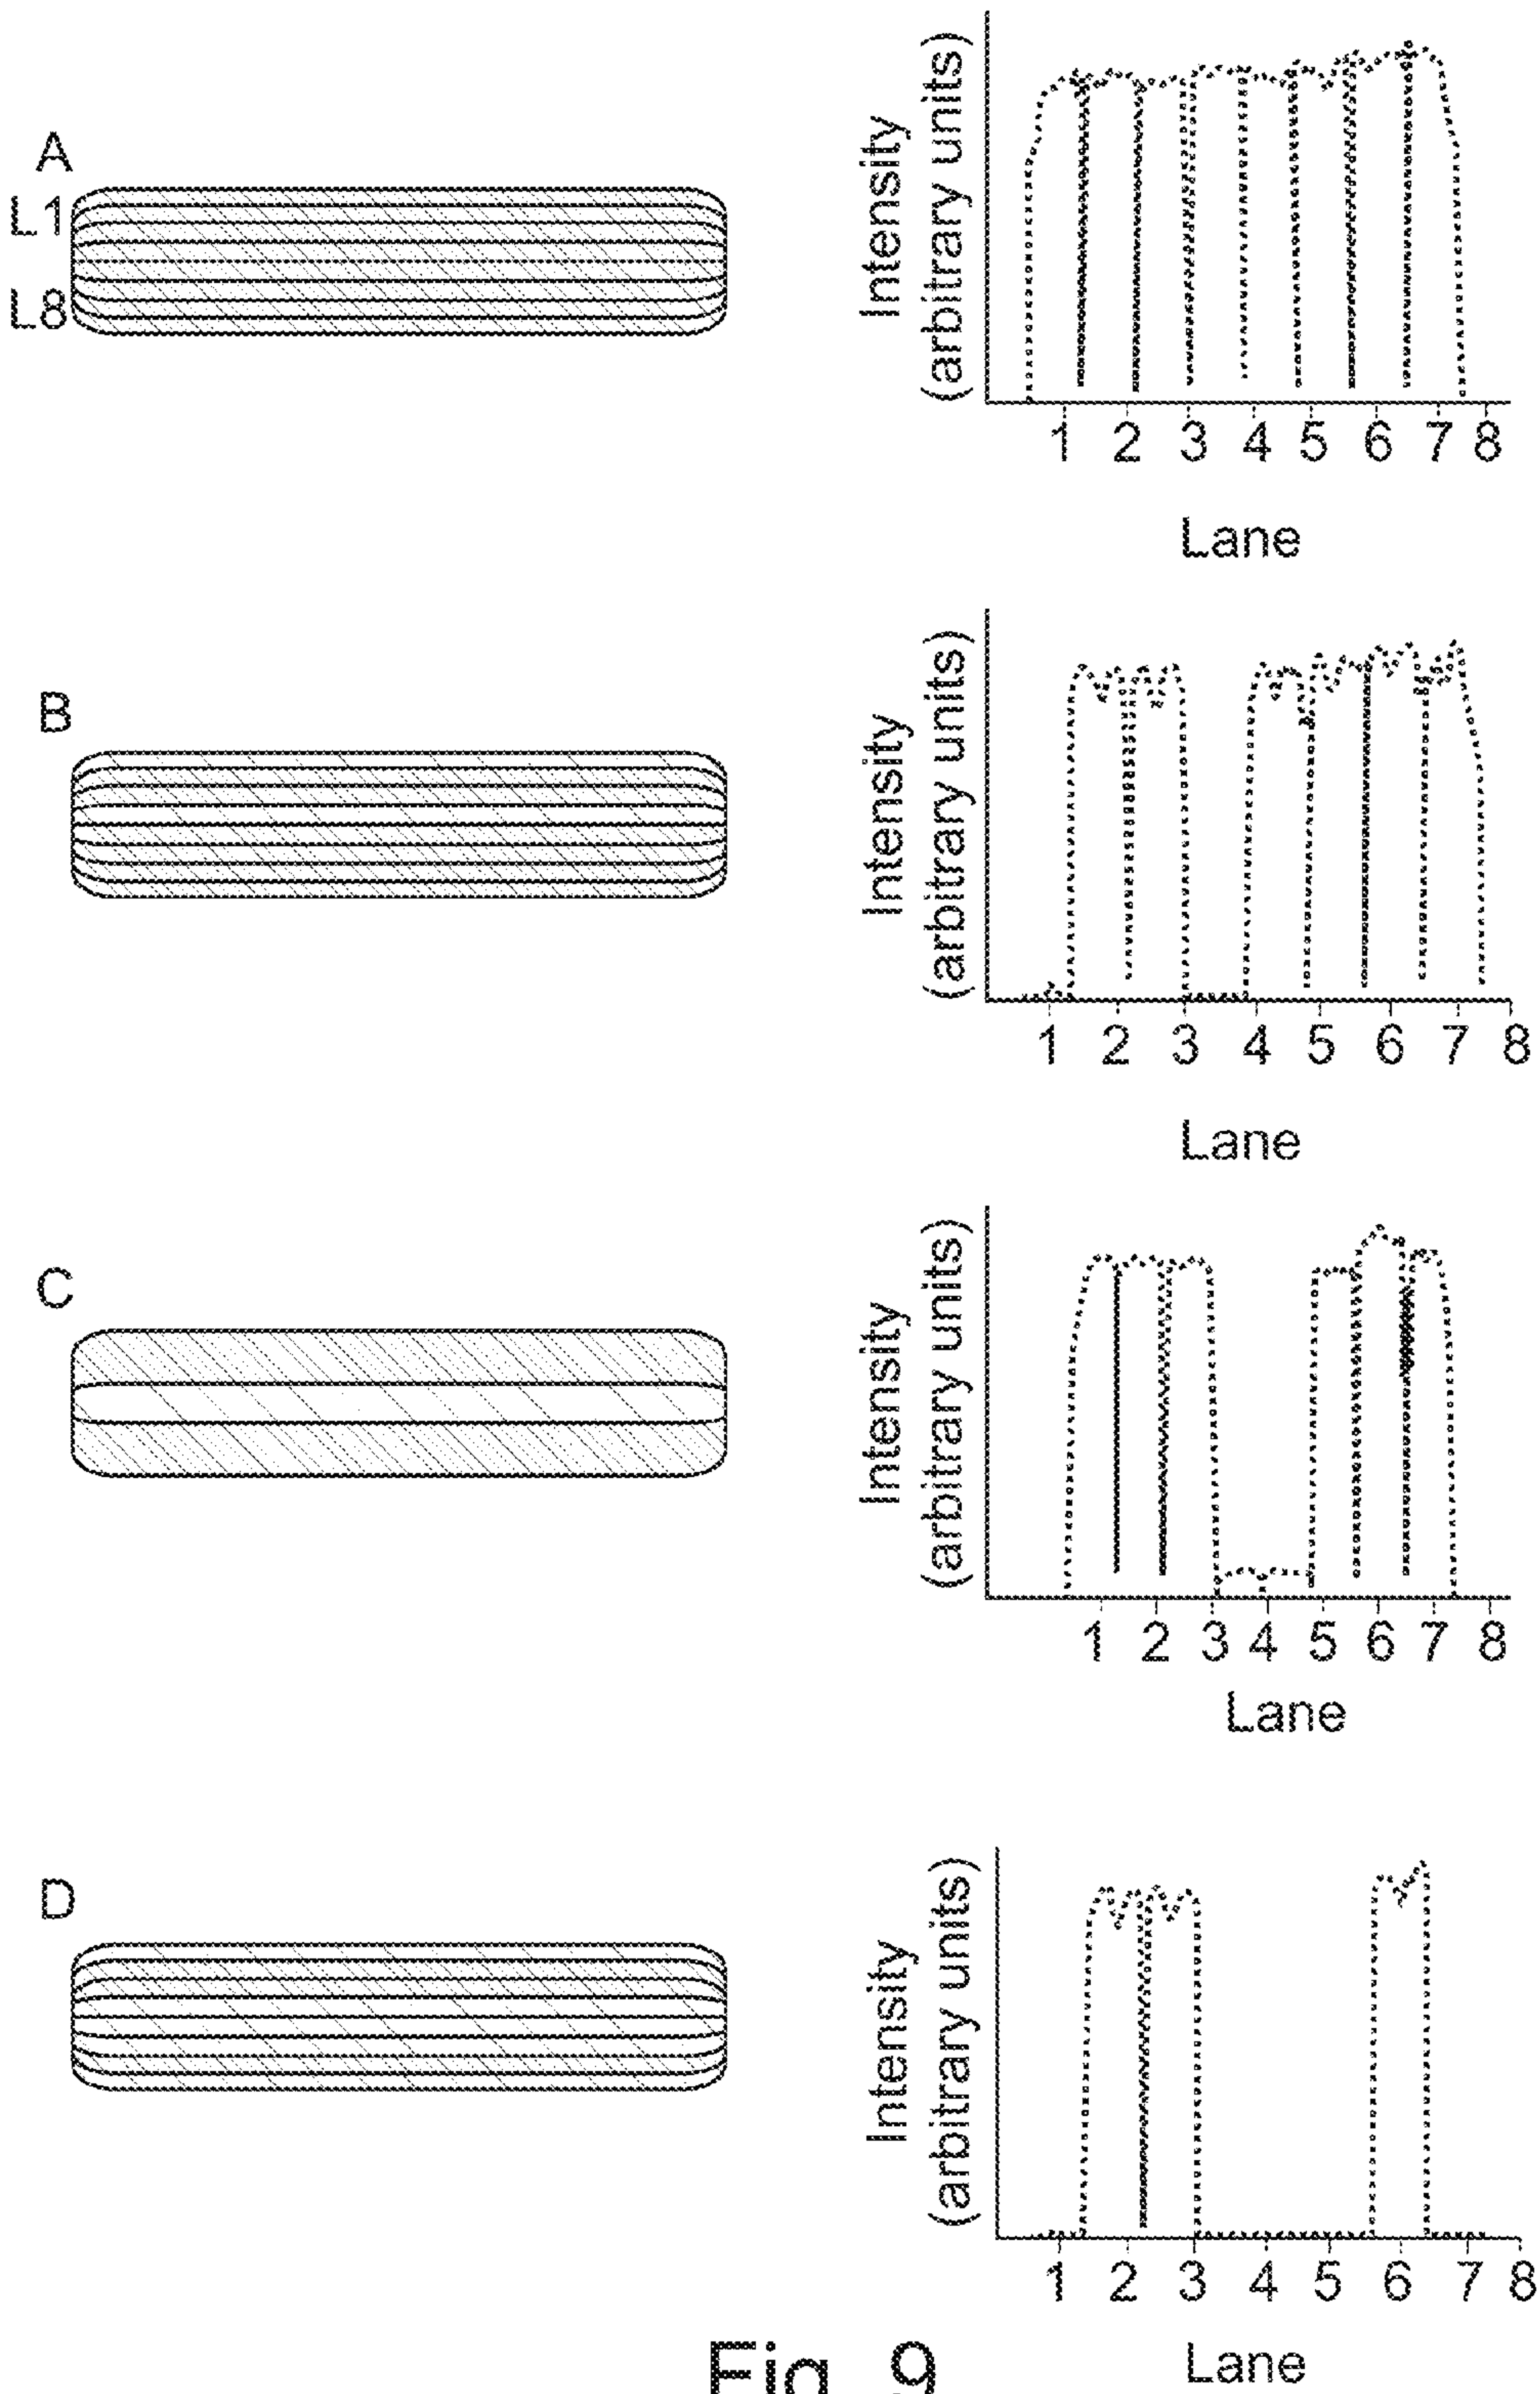 A
L1
L8
Intensity
(arbitrary units)
1 2 3 4 5 6 7 8
Lane
B
Intensity
(arbitrary units)
1 2 3 4 5 6 7 8
Lane
C
Intensity
(arbitrary units)
1 2 3 4 5 6 7 8
Lane
D
Intensity
(arbitrary units)
1 2 3 4 5 6 7 8
Lane
Fig. 9